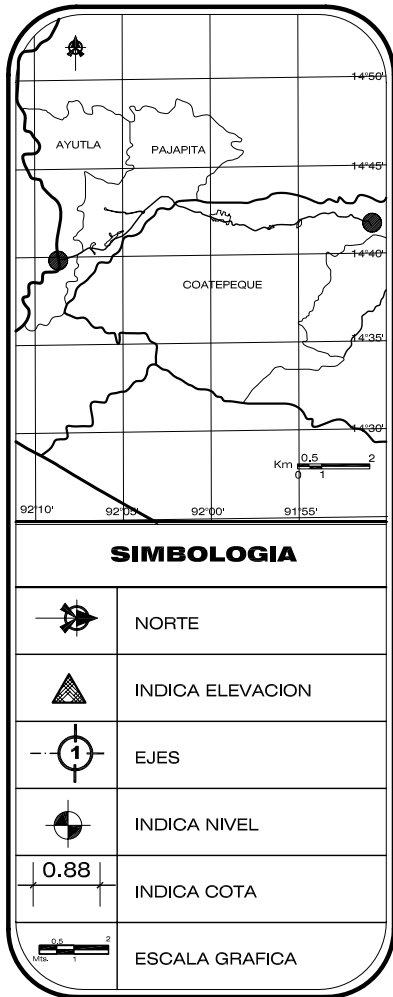 14°50'
AYUTLA
PAJAPITA
14°45'
14°40'
COATEPEQUE
14°35'
14°30'
Km 0.5 2
0 1
92°10' 92°05' 92°00' 91°55'
SIMBOLOGIA
NORTE
INDICA ELEVACION
1
EJES
INDICA NIVEL
0.88
INDICA COTA
0.5 2
Mts. 1
ESCALA GRAFICA